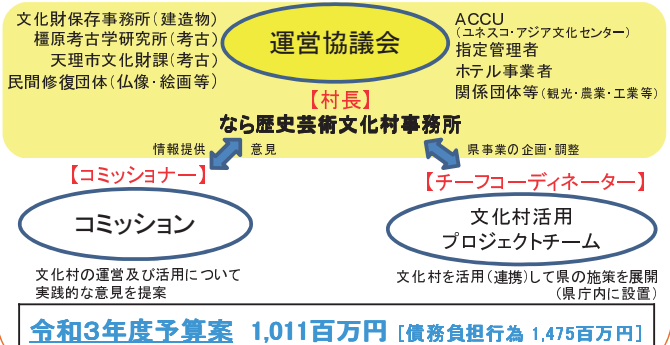 文化財保存事務所（建造物）
橿原考古学研究所（考古）
天理市文化財課（考古）
民間修復団体（仏像・絵画等）
運営協議会
ACCU
（ユネスコ・アジア文化センター）
指定管理者
ホテル事業者
関係団体等（観光・農業・工業等）
【村長】
なら歴史芸術文化村事務所
情報提供 意見
県事業の企画・調整
【コミッショナー】
コミッション
文化村の運営及び活用について
実践的な意見を提案
【チーフコーディネーター】
文化村活用
プロジェクトチーム
文化村を活用（連携）して県の施策を展開
（県庁内に設置）
令和３年度予算案 1,011百万円 [債務負担行為 1,475百万円]